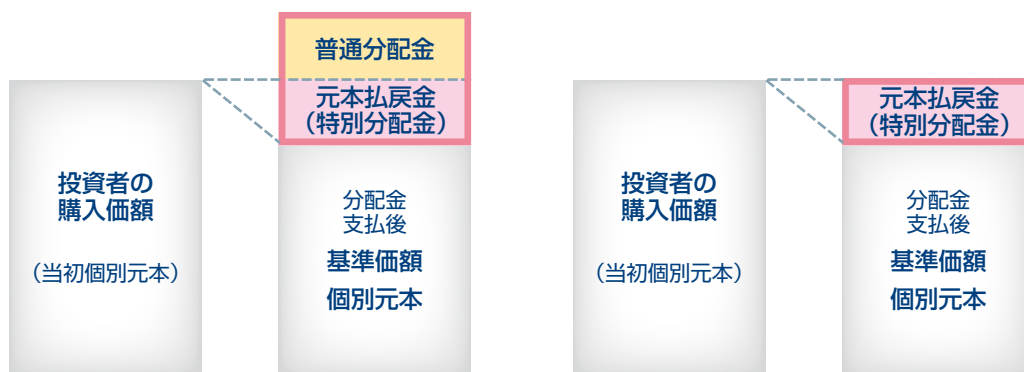 投資者の
購入価額
（当初個別元本）
普通分配金
元本払戻金
（特別分配金）
分配金
支払後
基準価額
個別元本
投資者の
購入価額
（当初個別元本）
元本払戻金
（特別分配金）
分配金
支払後
基準価額
個別元本